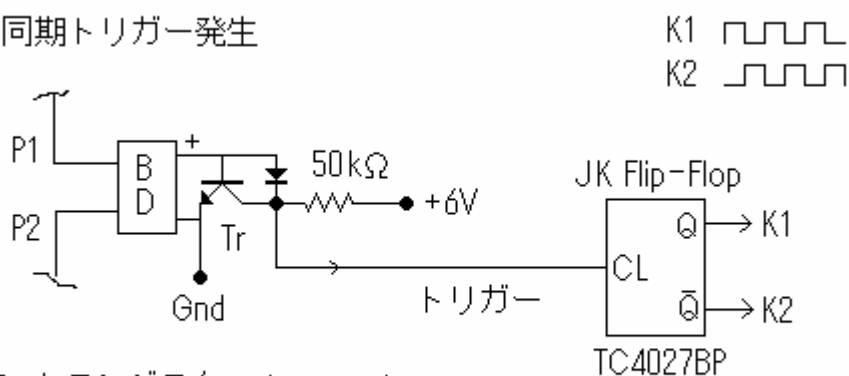 同期トリガー発生
K1
K2
P1
P2
B
D
+
Tr
50kΩ
+6V
Gnd
トリガー
JK Flip-Flop
CL
Q
Q̄
K1
K2
TC4027BP